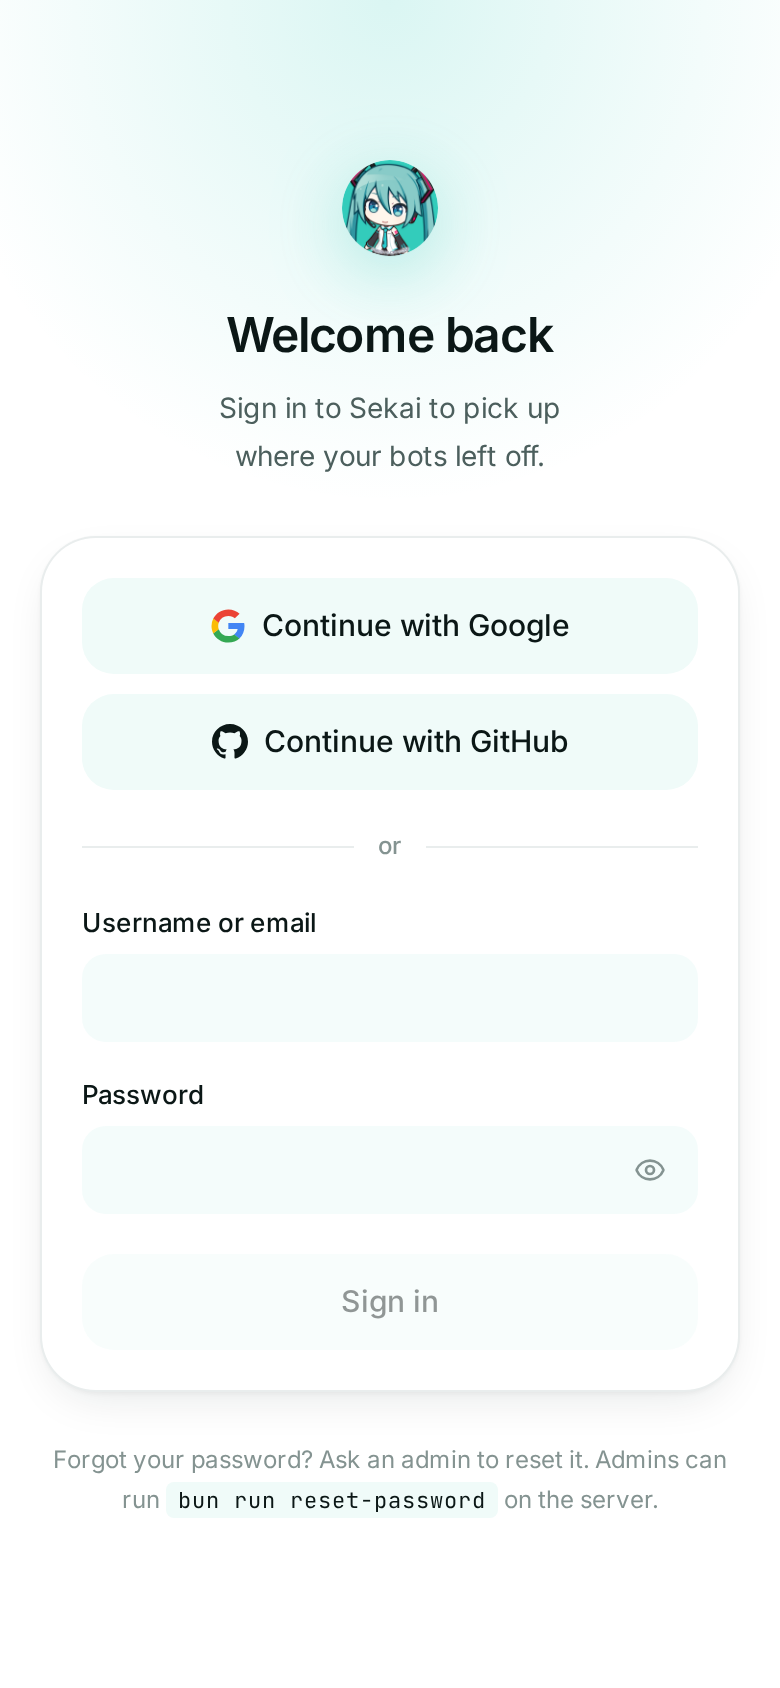 Welcome back
Sign in to Sekai to pick up
where your bots left off.
Continue with Google
Continue with GitHub
or
Username or email
Password
Sign in
Forgot your password? Ask an admin to reset it. Admins can
run bun run reset-password on the server.